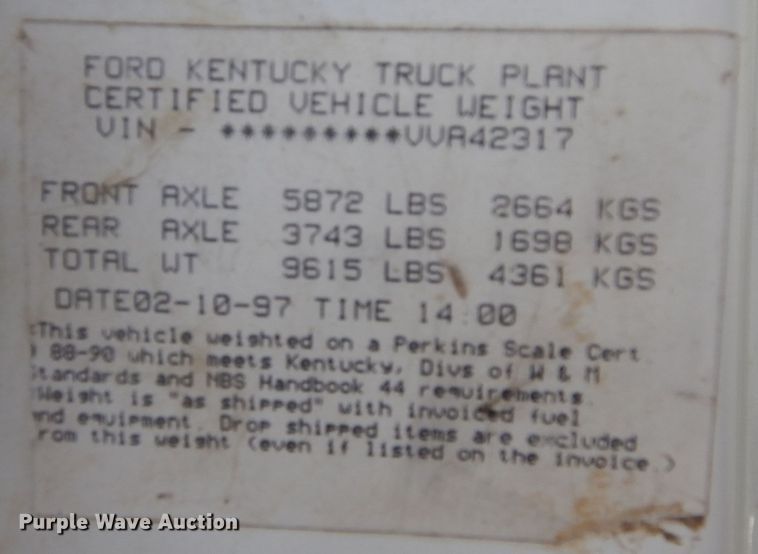 FORD KENTUCKY TRUCK PLANT
CERTIFIED VEHICLE WEIGHT
VIN - *********VVA42317
FRONT AXLE 5872 LBS 2664 KGS
REAR AXLE 3743 LBS 1698 KGS
TOTAL WT 9615 LBS 4361 KGS
DATE02-10-97 TIME 14:00
This vehicle weighted on a Perkins Scale Cert
88-90 which meets Kentucky, Divs of W & M
Standards and NBS Handbook 44 requirements.
Weight is "as shipped" with invoiced fuel
and equipment. Drop shipped items are excluded
from this weight (even if listed on the invoice.)
Purple Wave Auction